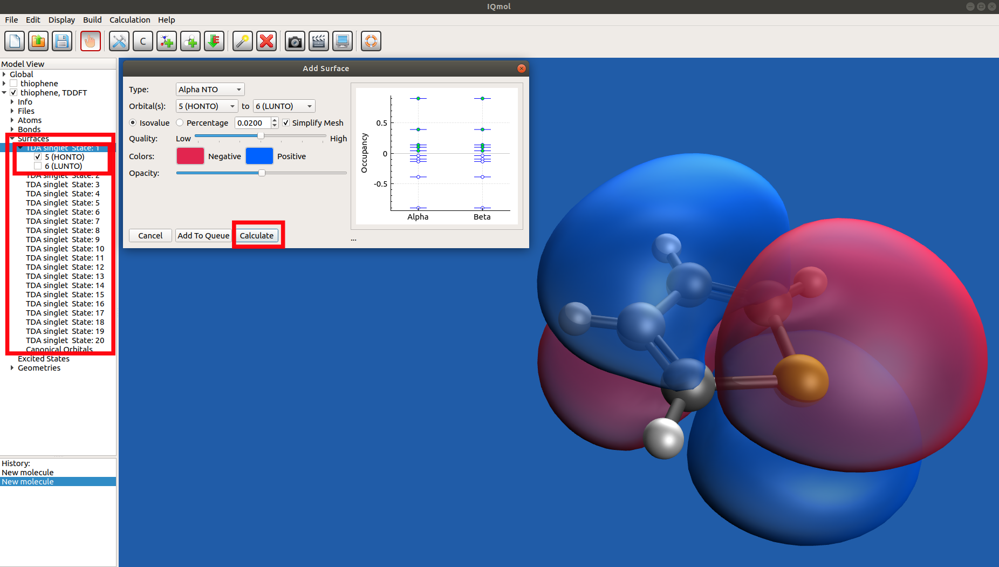 IQmol
File Edit Display Build Calculation Help
C
E
Model View
Global
thiophene
thiophene, TDDFT
Info
Files
Atoms
Bonds
Surfaces
TDA singlet State: 1
5 (HONTO)
6 (LUNTO)
TDA singlet State: 2
TDA singlet State: 3
TDA singlet State: 4
TDA singlet State: 5
TDA singlet State: 6
TDA singlet State: 7
TDA singlet State: 8
TDA singlet State: 9
TDA singlet State: 10
TDA singlet State: 11
TDA singlet State: 12
TDA singlet State: 13
TDA singlet State: 14
TDA singlet State: 15
TDA singlet State: 16
TDA singlet State: 17
TDA singlet State: 18
TDA singlet State: 19
TDA singlet State: 20
Canonical Orbitals
Excited States
Geometries
History:
New molecule
New molecule
Add Surface
Type: Alpha NTO
Orbital(s): 5 (HONTO) to 6 (LUNTO)
Isovalue Percentage 0.0200 Simplify Mesh
Quality: Low High
Colors: Negative Positive
Opacity:
Cancel Add To Queue Calculate
Occupancy
0.5
0
-0.5
Alpha Beta
...